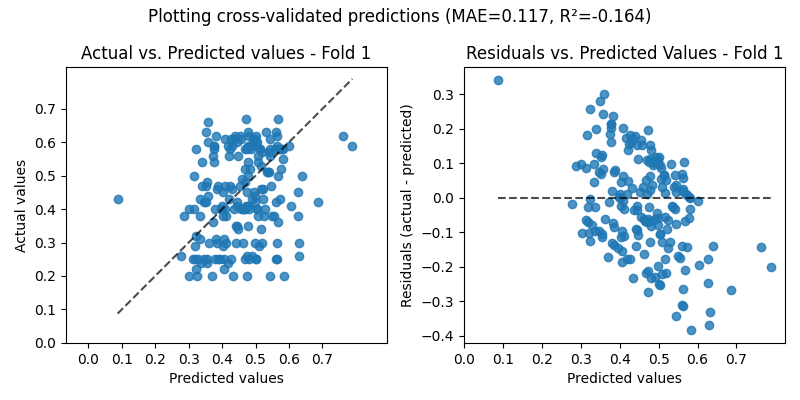 Plotting cross-validated predictions (MAE=0.117, R²=-0.164)
Actual vs. Predicted values - Fold 1
Actual values
0.7
0.6
0.5
0.4
0.3
0.2
0.1
0.0
0.0 0.1 0.2 0.3 0.4 0.5 0.6 0.7
Predicted values
Residuals vs. Predicted Values - Fold 1
Residuals (actual - predicted)
0.3
0.2
0.1
0.0
−0.1
−0.2
−0.3
−0.4
0.0 0.1 0.2 0.3 0.4 0.5 0.6 0.7
Predicted values